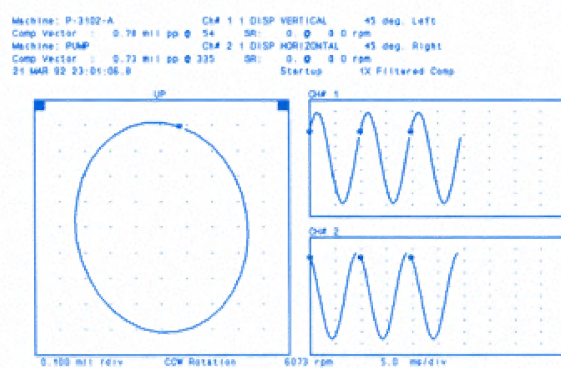 Machine: P-3102-A Ch# 1 1 DISP VERTICAL 45 deg. Left
Comp Vector : 0.78 mil pp @ 54 SR: 0. @ 0 0 rpm
Machine: PUMP Ch# 2 1 DISP HORIZONTAL 45 deg. Right
Comp Vector : 0.73 mil pp @ 335 SR: 0. @ 0 0 rpm
21 MAR 92 23:01:06.0 Startup 1X Filtered Comp
UP
CH# 1
CH# 2
0.100 mil /div CCW Rotation 6073 rpm 5.0 ms/div